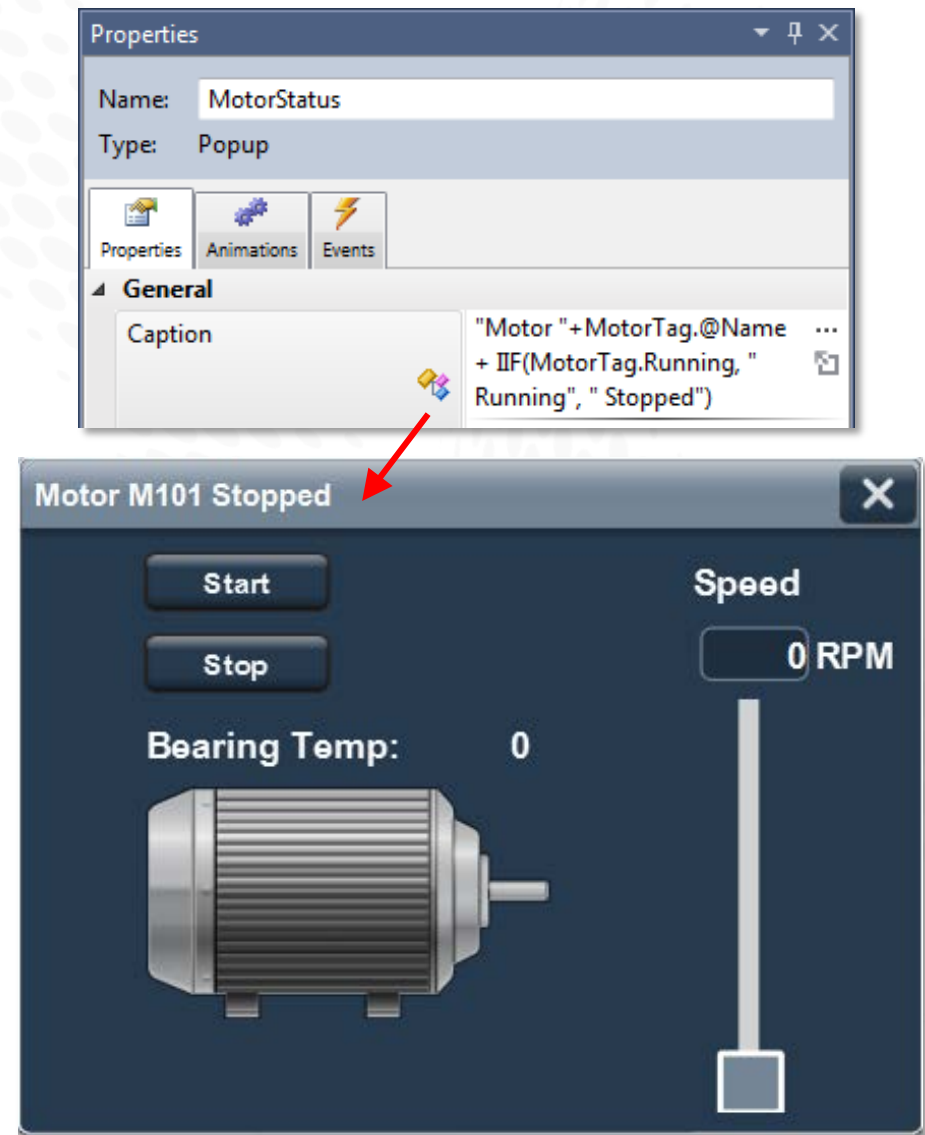 Properties
Name: MotorStatus
Type: Popup
Properties Animations Events
General
Caption
"Motor "+MotorTag.@Name
+ IIF(MotorTag.Running, "
Running", " Stopped")
...
Motor M101 Stopped
Start
Speed
Stop
0 RPM
Bearing Temp: 0